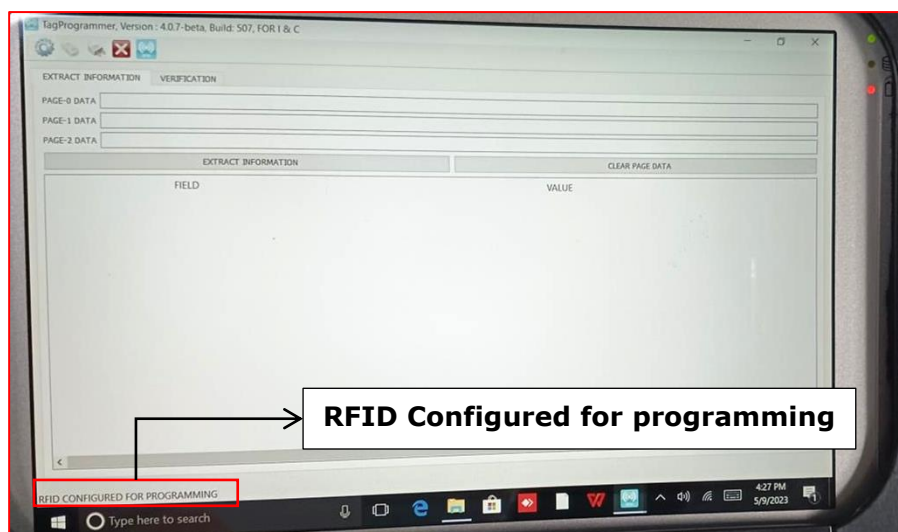 TagProgrammer, Version : 4.0.7-beta, Build: 507, FOR I & C
EXTRACT INFORMATION VERIFICATION
PAGE-0 DATA
PAGE-1 DATA
PAGE-2 DATA
EXTRACT INFORMATION CLEAR PAGE DATA
FIELD VALUE
RFID Configured for programming
RFID CONFIGURED FOR PROGRAMMING
Type here to search
4:27 PM
5/9/2023